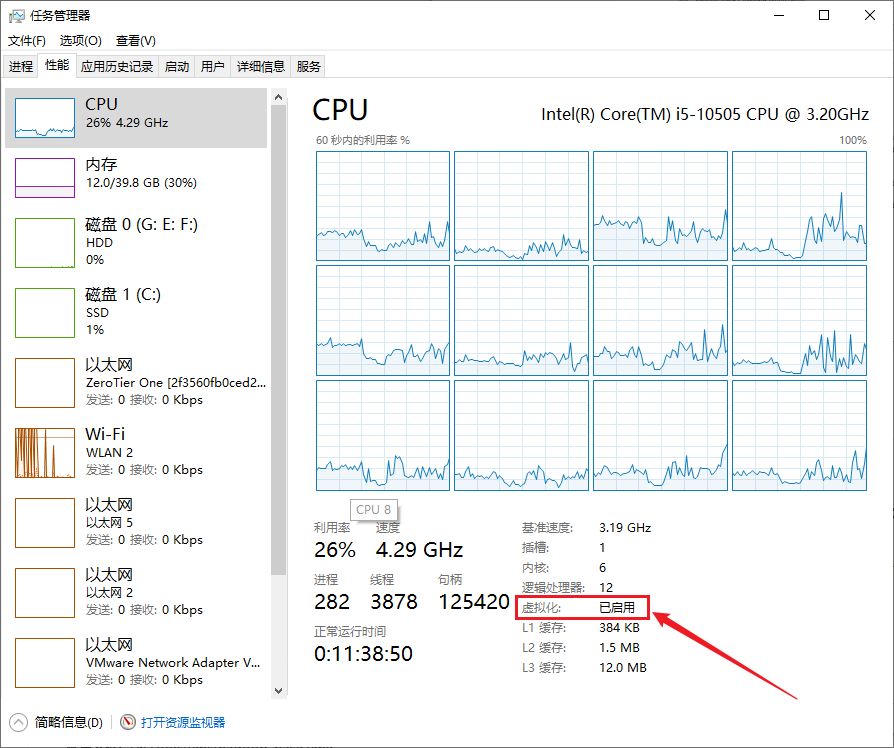 任务管理器
文件(F) 选项(O) 查看(V)
进程 性能 应用历史记录 启动 用户 详细信息 服务
CPU
26% 4.29 GHz
内存
12.0/39.8 GB (30%)
磁盘 0 (G: E: F:)
HDD
0%
磁盘 1 (C:)
SSD
1%
以太网
ZeroTier One [2f3560fb0ced2...
发送: 0 接收: 0 Kbps
Wi-Fi
WLAN 2
发送: 0 接收: 0 Kbps
以太网
以太网 5
发送: 0 接收: 0 Kbps
以太网
以太网 2
发送: 0 接收: 0 Kbps
以太网
VMware Network Adapter V...
发送: 0 接收: 0 Kbps
CPU
Intel(R) Core(TM) i5-10505 CPU @ 3.20GHz
60 秒内的利用率 %
100%
CPU 8
利用率 速度
26% 4.29 GHz
进程 线程 句柄
282 3878 125420
正常运行时间
0:11:38:50
基准速度: 3.19 GHz
插槽: 1
内核: 6
逻辑处理器: 12
虚拟化: 已启用
L1 缓存: 384 KB
L2 缓存: 1.5 MB
L3 缓存: 12.0 MB
简略信息(D)
打开资源监视器